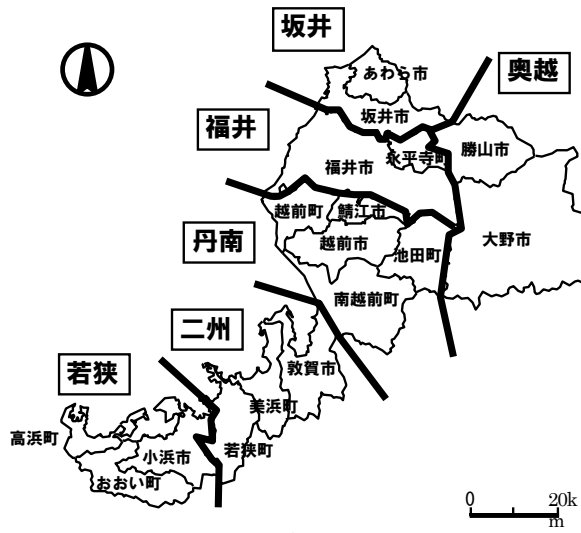 坂井
あわら市
奥越
坂井市
福井
永平寺町
勝山市
福井市
越前町
鯖江市
丹南
越前市
池田町
大野市
南越前町
二州
若狭
敦賀市
美浜町
高浜町
小浜市
若狭町
おおい町
0
20k
m